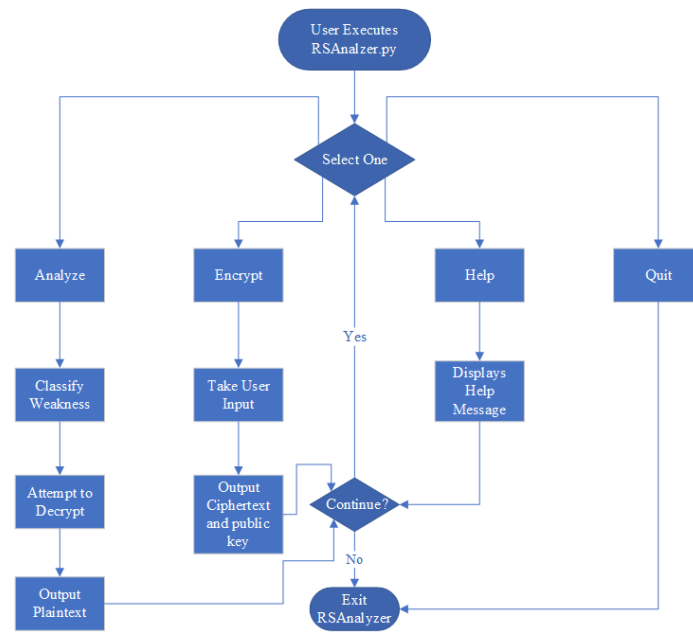 User Executes
RSAnalzer.py
Select One
Analyze
Encrypt
Help
Quit
Yes
Classify
Weakness
Take User
Input
Displays
Help
Message
Attempt to
Decrypt
Output
Ciphertext
and public
key
Continue?
No
Output
Plaintext
Exit
RSAnalyzer